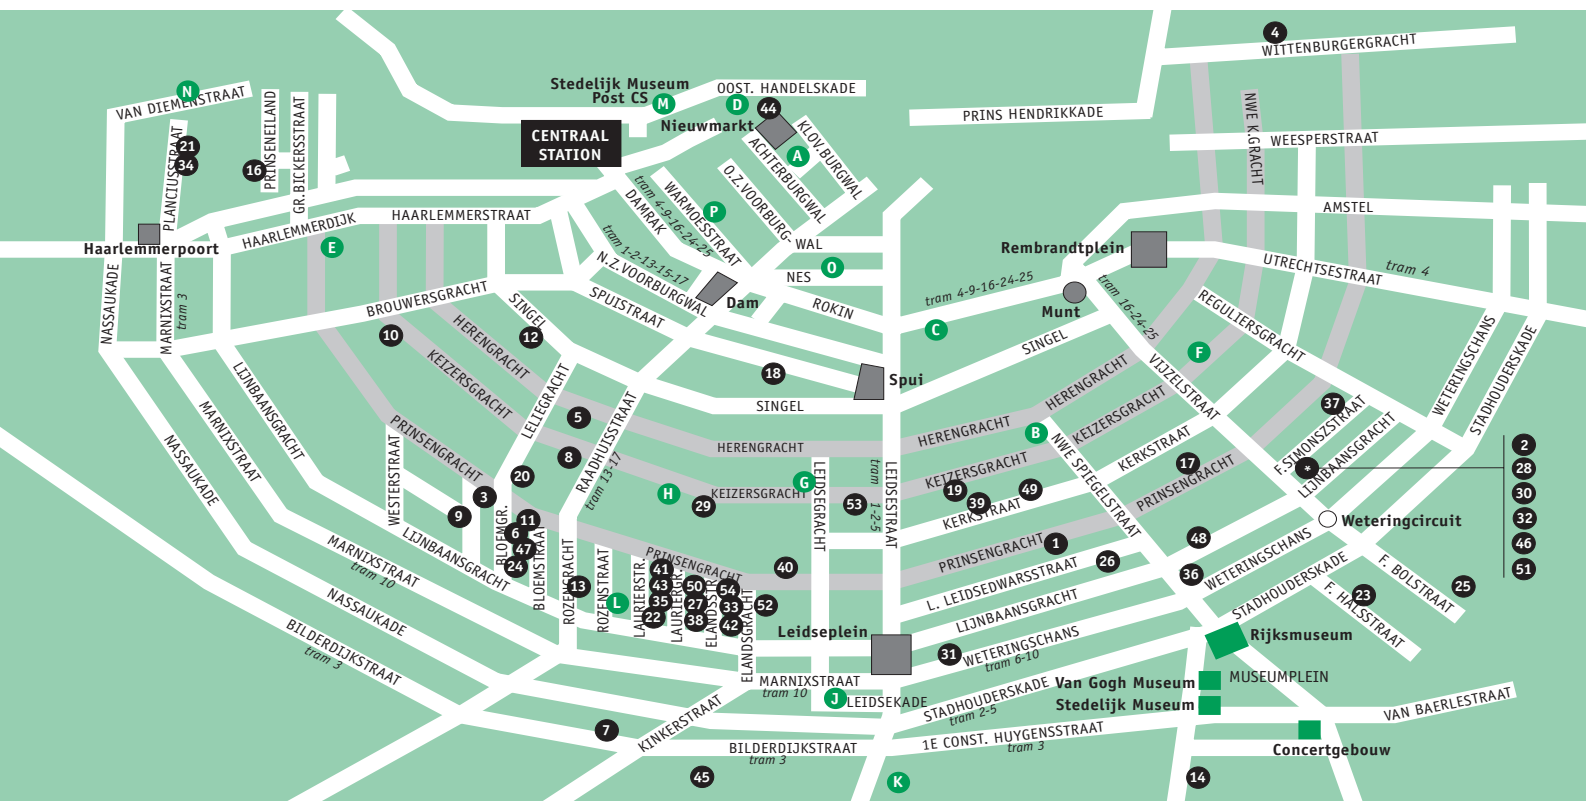 4
WITTENBURGERGRACHT
Stedelijk Museum
Post CS
M
D
OOST. HANDELSKADE
N
VAN DIEMENSTRAAT
44
Nieuwmarkt
PRINS HENDRIKKADE
NWE K.GRACHT
WEESPERSTRAAT
CENTRAAL
STATION
PRINSENEILAND
GR.BICKERSSTRAAT
PLANCIUSSTRAAT
21
34
16
KLOV.BURGWAL
A
ACHTERBURGWAL
O.Z.VOORBURG-
WAL
WARMOESSTRAAT
tram 4-9-16-24-25
DAMRAK
P
HAARLEMMERSTRAAT
HAARLEMMERDIJK
E
Haarlemmerpoort
AMSTEL
Rembrandtplein
UTRECHTSESTRAAT
tram 4
tram 1-2-13-15-17
N.Z.VOORBURGWAL
SPUISTRAAT
Dam
NES
O
ROKIN
tram 4-9-16-24-25
C
Munt
tram 16-24-25
REGULIERSGRACHT
NASSAUKADE
MARNIXSTRAAT
tram 3
BROUWERSGRACHT
10
SINGEL
12
HERENGRACHT
KEIZERSGRACHT
LIJNBAANSGRACHT
MARNIXSTRAAT
NASSAUKADE
18
Spui
SINGEL
SINGEL
F
VIJZELSTRAAT
WETERINGSCHANS
STADHOUDERSKADE
LELIEGRACHT
RAADHUISSTRAAT
tram 13-17
5
8
HERENGRACHT
HERENGRACHT
HERENGRACHT
KEIZERSGRACHT
B
KERKSTRAAT
17
PRINSENGRACHT
37
F.SIMONSZSTRAAT
LIJNBAANSGRACHT
*
2
28
30
32
46
51
PRINSENGRACHT
WESTERSTRAAT
20
3
9
H
29
KEIZERSGRACHT
G
LEIDSEGRACHT
53
tram 1-2-5
LEIDSESTRAAT
KEIZERSGRACHT
19
39
49
KERKSTRAAT
NWE SPIEGELSTRAAT
Weteringcircuit
LIJNBAANSGRACHT
BLOEMGR.
11
6
47
24
BLOEMSTRAAT
ROZENGRACHT
13
ROZENSTRAAT
L
LAURIERSTR.
PRINSENGRACHT
41
43
35
22
LAURIERGR.
50
27
38
ELANDSSTR.
54
33
42
ELANDSGRACHT
52
40
PRINSENGRACHT
1
48
L. LEIDSEDWARSSTRAAT
26
36
WETERINGSCHANS
LIJNBAANSGRACHT
STADHOUDERSKADE
F. BOLSTRAAT
25
F. HALSSTRAAT
23
MARNIXSTRAAT
tram 10
NASSAUKADE
BILDERDIJKSTRAAT
tram 3
Leidseplein
31
WETERINGSCHANS
tram 6-10
Rijksmuseum
MARNIXSTRAAT
tram 10
J
LEIDSEKADE
STADHOUDERSKADE
tram 2-5
Van Gogh Museum
MUSEUMPLEIN
Stedelijk Museum
VAN BAERLESTRAAT
7
KINKERSTRAAT
BILDERDIJKSTRAAT
tram 3
1E CONST. HUYGENSSTRAAT
tram 3
Concertgebouw
45
K
14